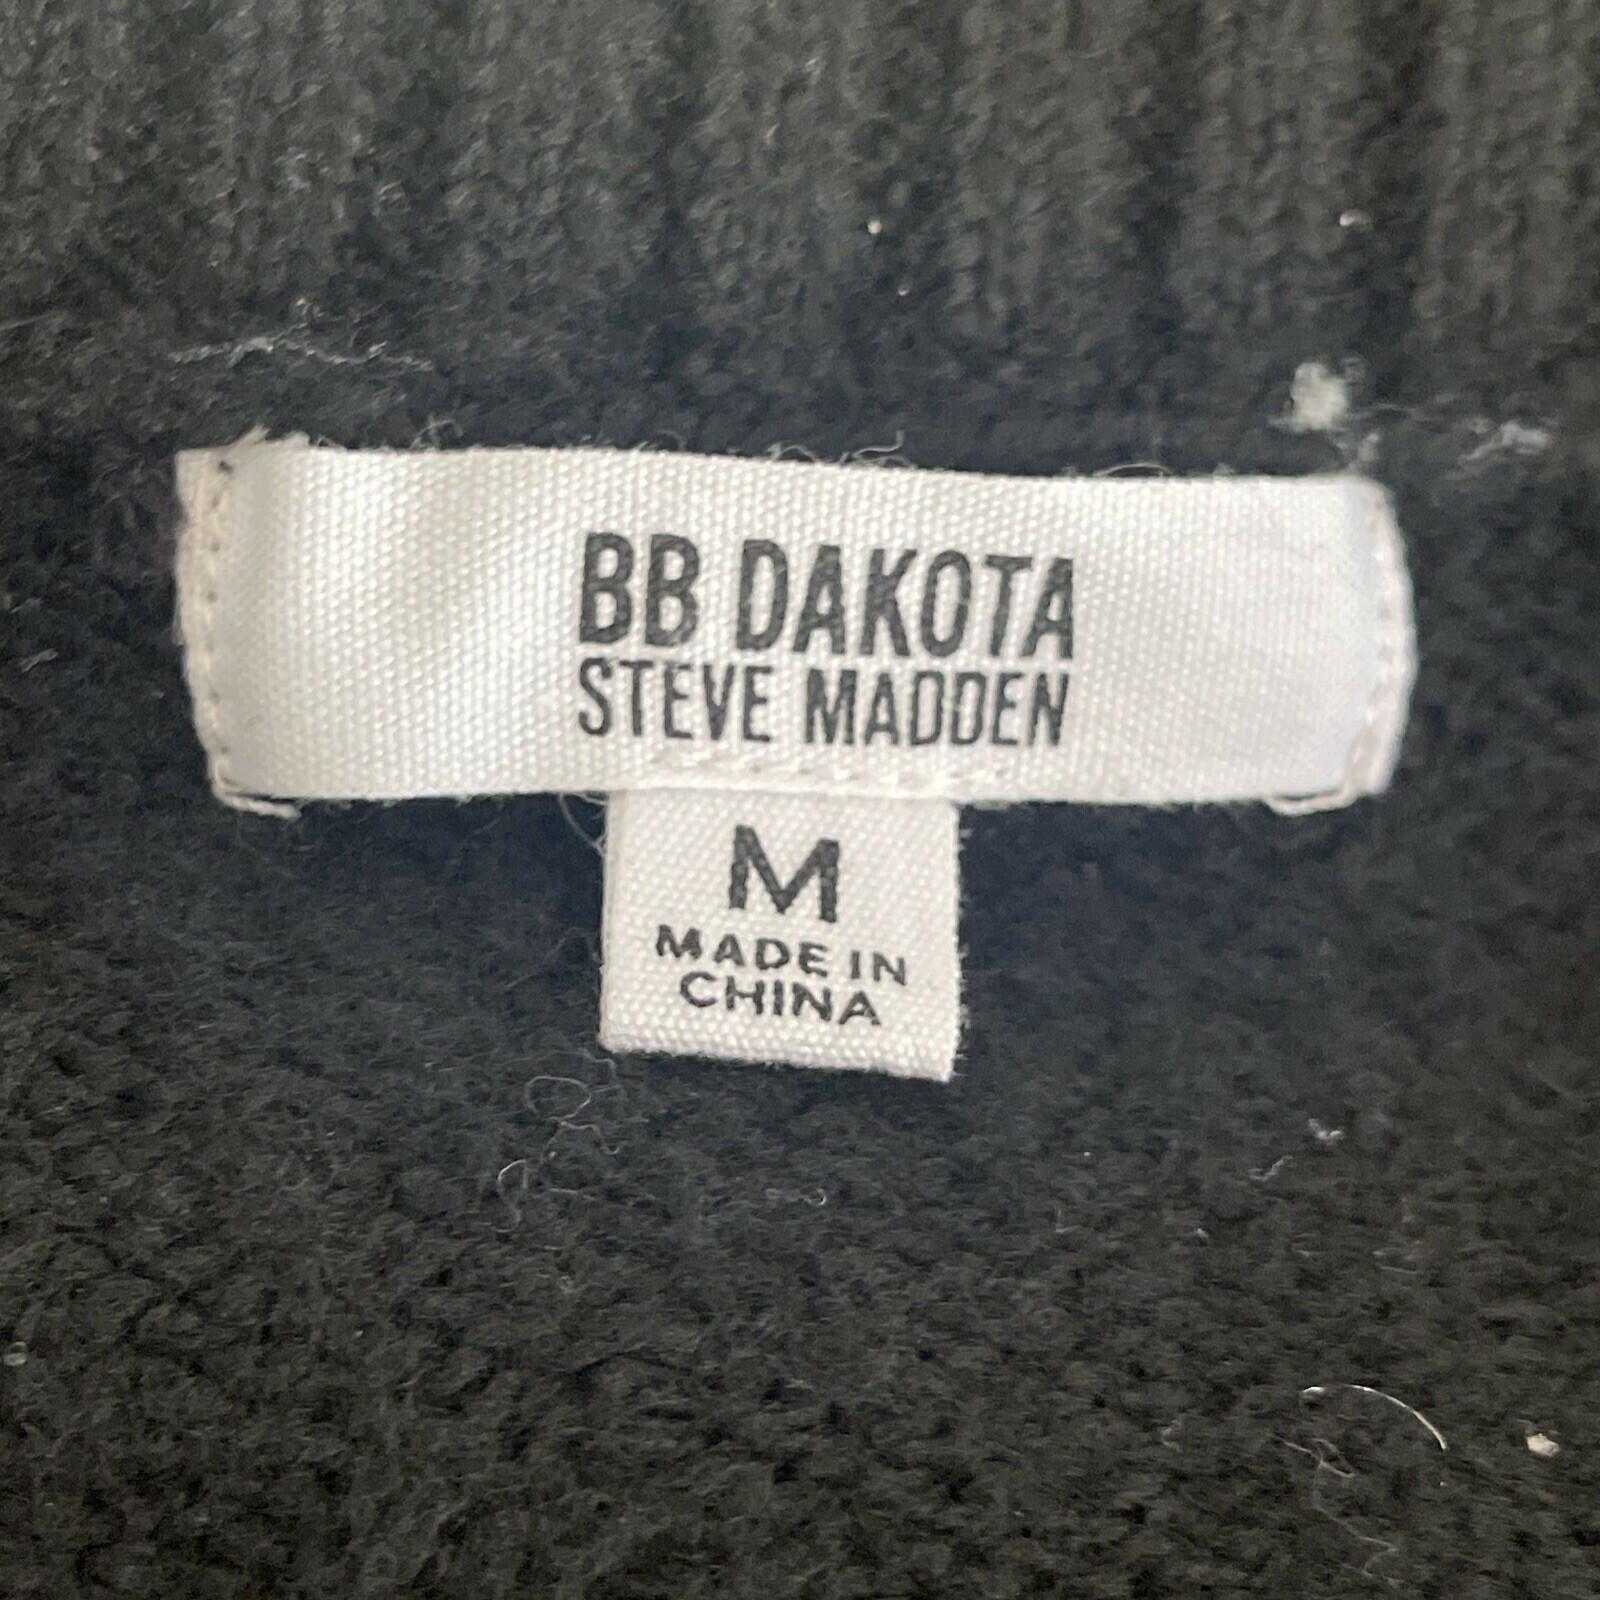 BB DAKOTA
STEVE MADDEN
M
MADE IN
CHINA